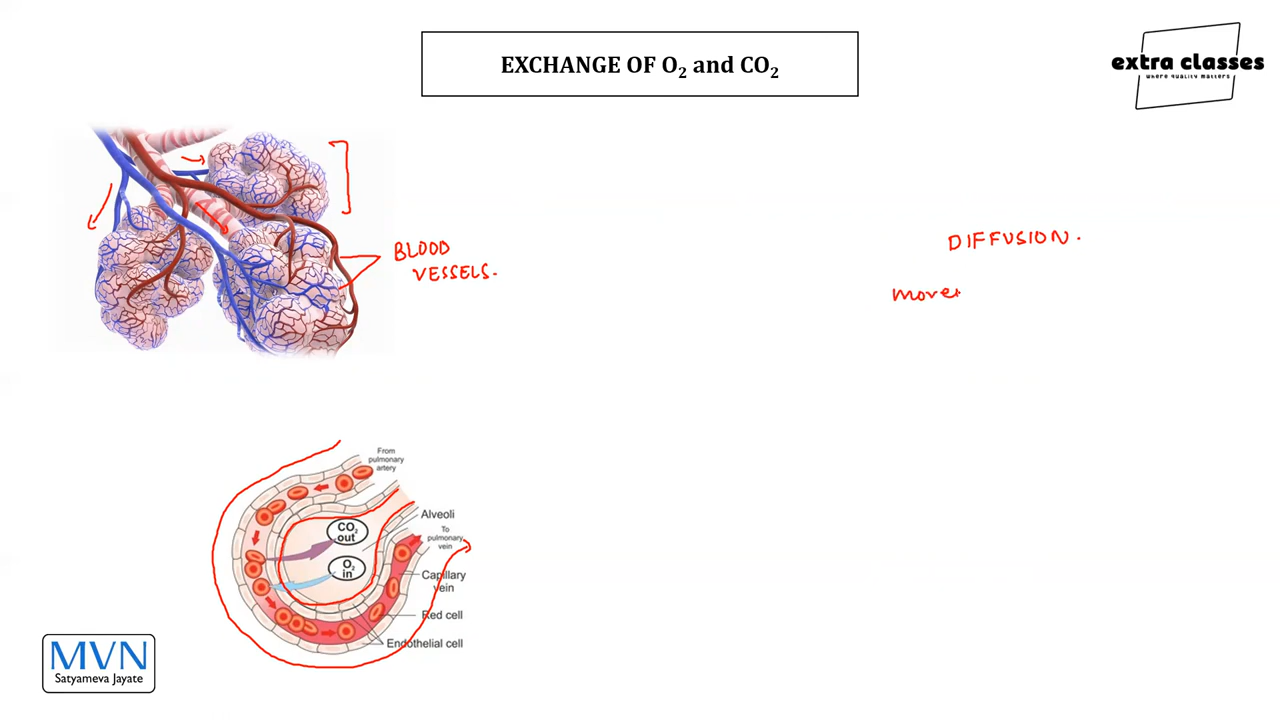 EXCHANGE OF O₂ and CO₂
extra classes
where quality matters
BLOOD
VESSELS.
DIFFUSION.
From
pulmonary
artery
CO₂
out
Alveoli
To
pulmonary
vein
O₂
in
Capillary
vein
Red cell
Endothelial cell
MVN
Satyameva Jayate